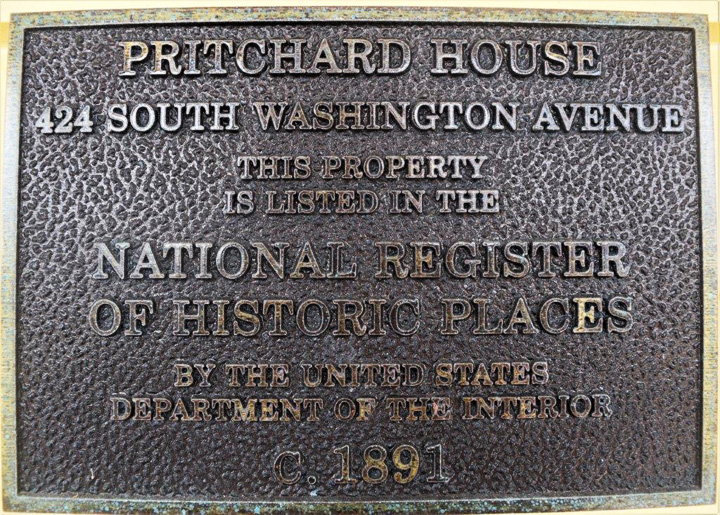 PRITCHARD HOUSE
424 SOUTH WASHINGTON AVENUE
THIS PROPERTY
IS LISTED IN THE
NATIONAL REGISTER
OF HISTORIC PLACES
BY THE UNITED STATES
DEPARTMENT OF THE INTERIOR
C. 1891